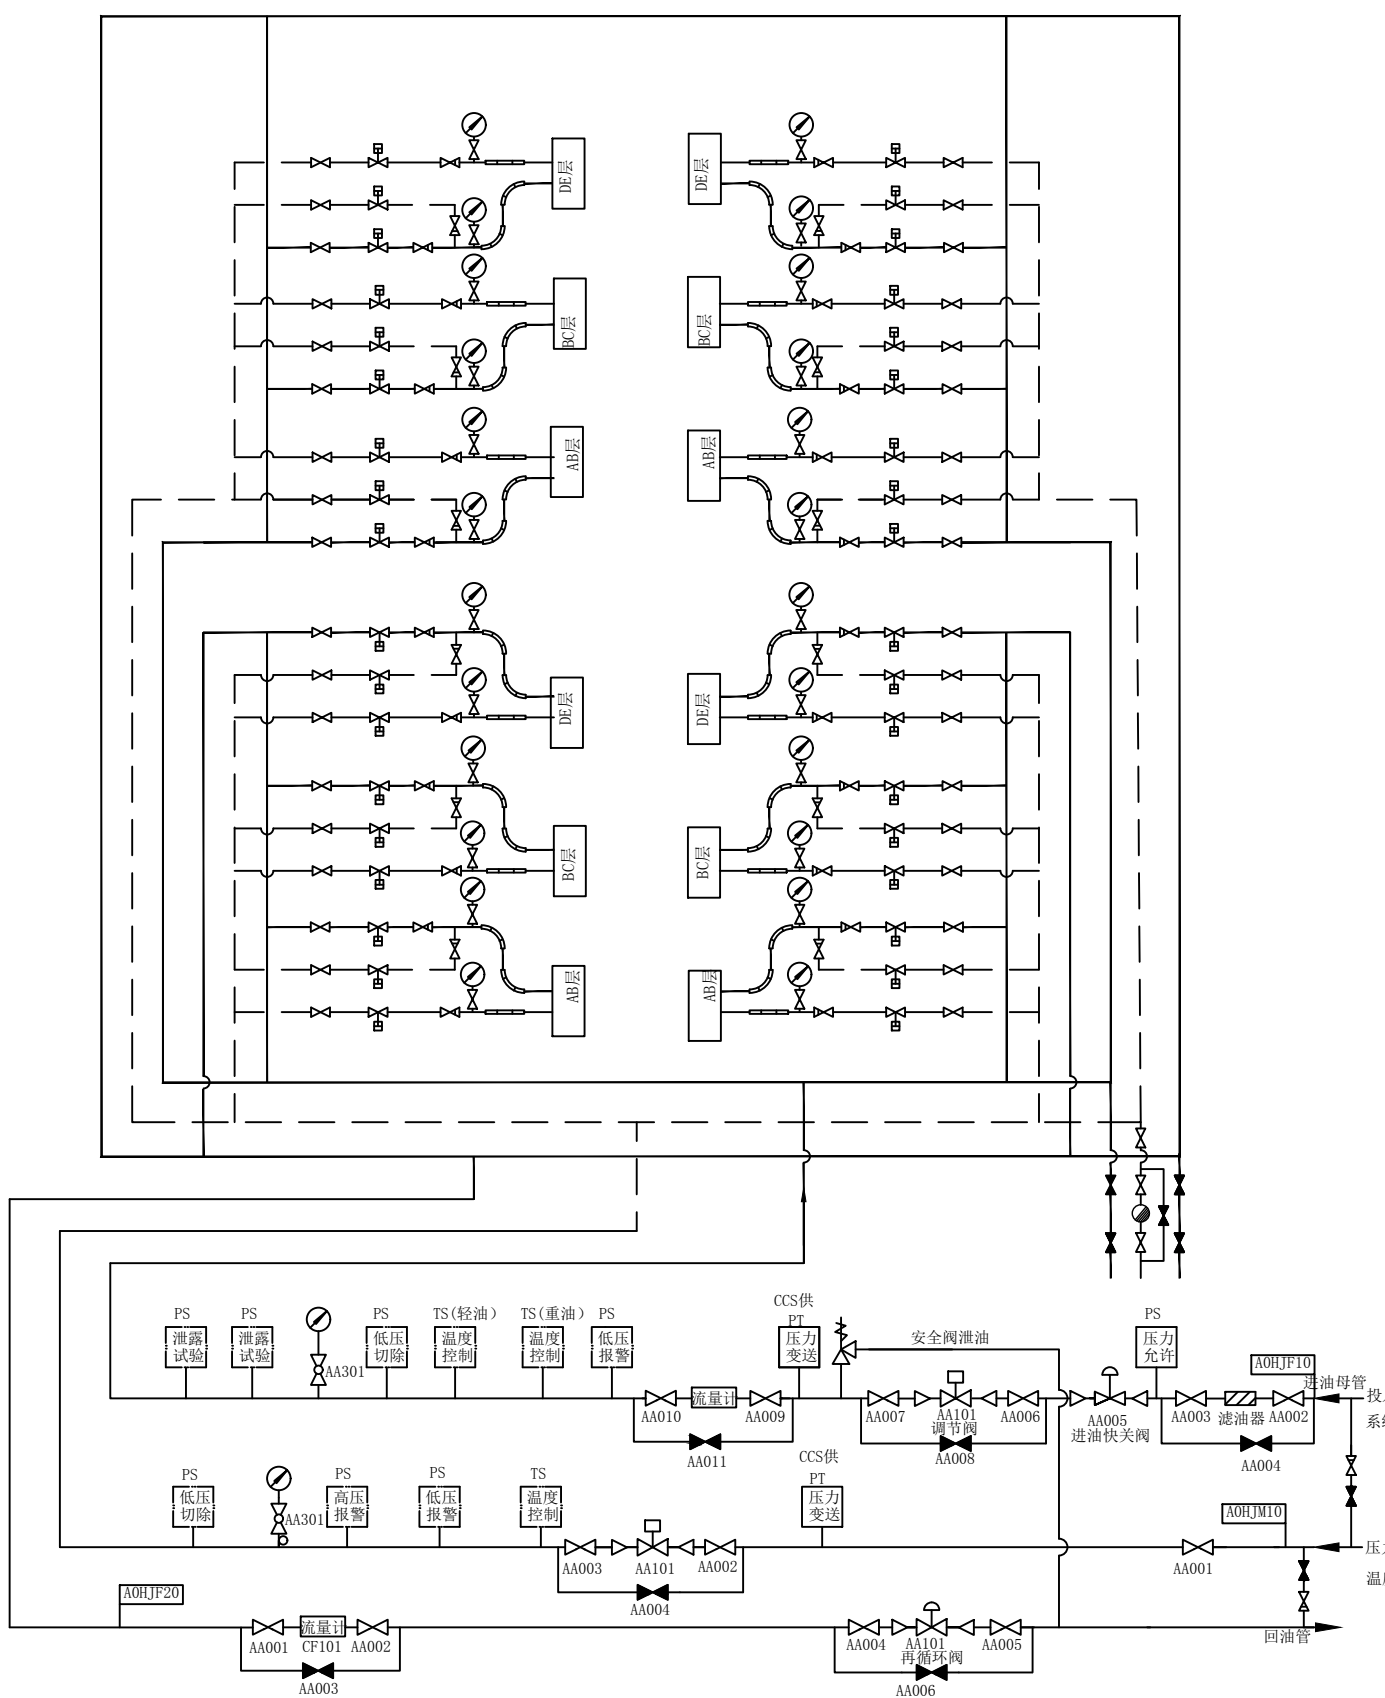 DE层
DE层
BC层
BC层
AB层
AB层
DE层
DE层
BC层
BC层
AB层
AB层
CCS供
PS
PS
PS
TS(轻油)
TS(重油)
PS
PT
PS
泄露
试验
泄露
试验
AA301
低压
切除
温度
控制
温度
控制
低压
报警
压力
变送
安全阀泄油
压力
允许
A0HJF10
进油母管
AA010
流量计
AA009
AA011
AA007
AA101
调节阀
AA006
AA008
AA005
进油快关阀
AA003
滤油器
AA002
AA004
CCS供
PS
PS
PS
TS
PT
低压
切除
AA301
高压
报警
低压
报警
温度
控制
压力
变送
A0HJM10
AA003
AA101
AA002
AA004
AA001
A0HJF20
AA001
流量计
CF101
AA002
AA003
AA004
AA101
再循环阀
AA005
AA006
回油管